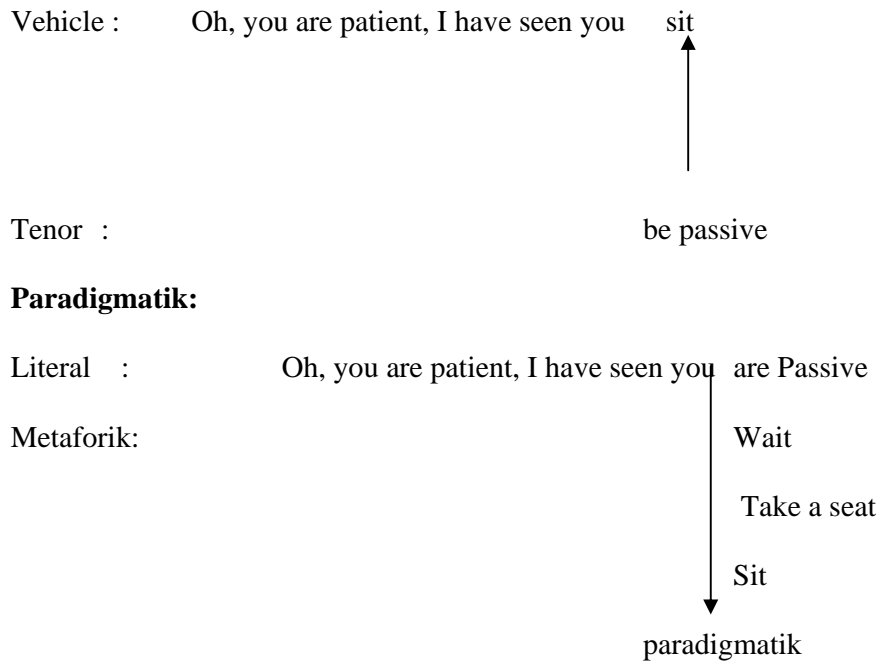 Vehicle : Oh, you are patient, I have seen you sit
Tenor : be passive
Paradigmatik:
Literal : Oh, you are patient, I have seen you are Passive
Metaforik: Wait
Take a seat
Sit
paradigmatik